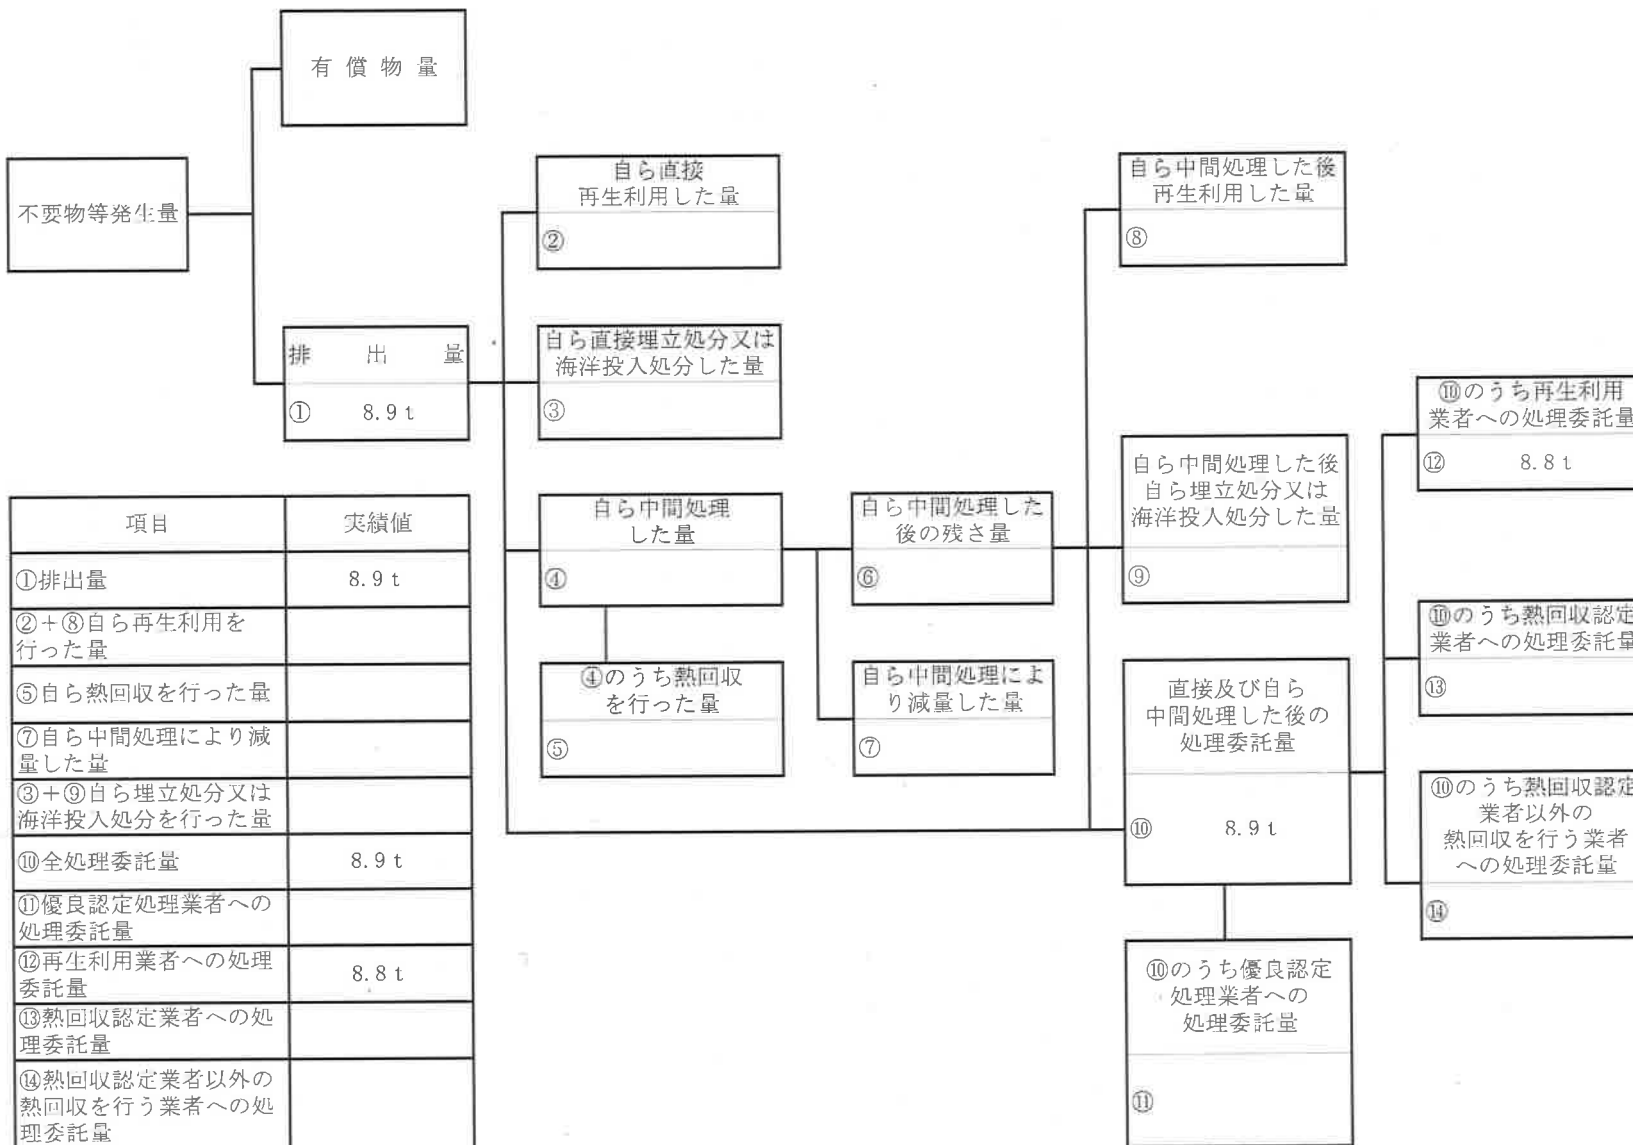 有償物量
不要物等発生量
排出量
① 8.9 t
自ら直接
再生利用した量
②
自ら直接埋立処分又は
海洋投入処分した量
③
自ら中間処理
した量
④
④のうち熱回収
を行った量
⑤
自ら中間処理した
後の残さ量
⑥
自ら中間処理によ
り減量した量
⑦
自ら中間処理した後
再生利用した量
⑧
自ら中間処理した後
自ら埋立処分又は
海洋投入処分した量
⑨
直接及び自ら
中間処理した後の
処理委託量
⑩ 8.9 t
⑩のうち優良認定
処理業者への
処理委託量
⑪
⑩のうち再生利用
業者への処理委託量
⑫ 8.8 t
⑩のうち熱回収認定
業者への処理委託量
⑬
⑩のうち熱回収認定
業者以外の
熱回収を行う業者
への処理委託量
⑭
項目 実績値
①排出量 8.9 t
②+⑧自ら再生利用を
行った量
⑤自ら熱回収を行った量
⑦自ら中間処理により減
量した量
③+⑨自ら埋立処分又は
海洋投入処分を行った量
⑩全処理委託量 8.9 t
⑪優良認定処理業者への
処理委託量
⑫再生利用業者への処理
委託量 8.8 t
⑬熱回収認定業者への処
理委託量
⑭熱回収認定業者以外の
熱回収を行う業者への処
理委託量